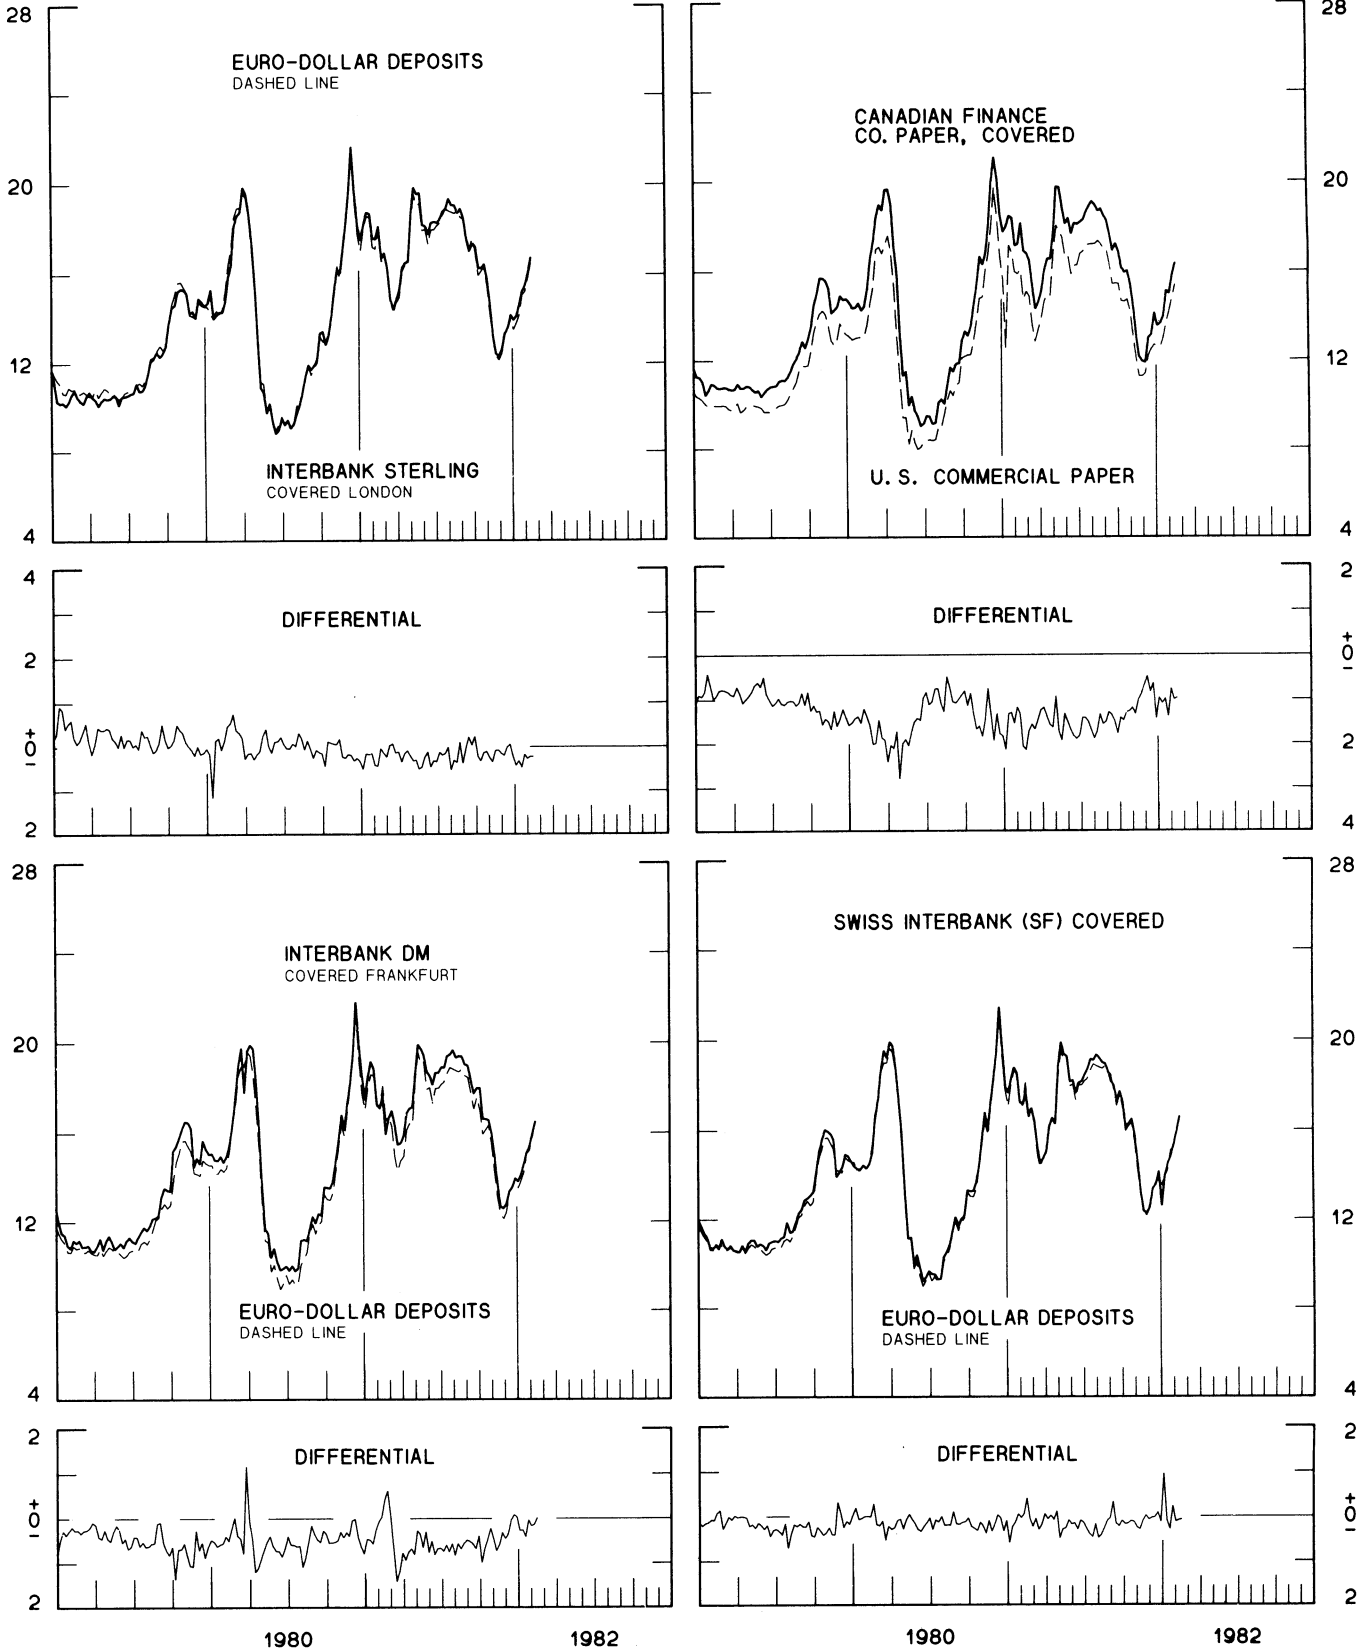 28
EURO-DOLLAR DEPOSITS
DASHED LINE
20
12
INTERBANK STERLING
COVERED LONDON
4
28
CANADIAN FINANCE
CO. PAPER, COVERED
20
12
U. S. COMMERCIAL PAPER
4
4
DIFFERENTIAL
2
+
0
−
2
2
DIFFERENTIAL
+
0
−
2
4
28
INTERBANK DM
COVERED FRANKFURT
20
12
EURO-DOLLAR DEPOSITS
DASHED LINE
4
28
SWISS INTERBANK (SF) COVERED
20
12
EURO-DOLLAR DEPOSITS
DASHED LINE
4
2
DIFFERENTIAL
+
0
−
2
1980 1982
2
DIFFERENTIAL
+
0
−
2
1980 1982